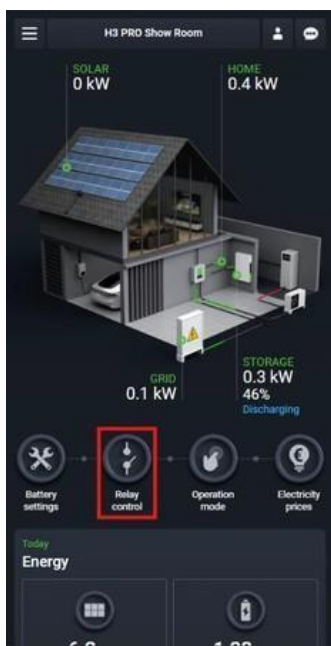 H3 PRO Show Room
SOLAR
0 kW
HOME
0.4 kW
GRID
0.1 kW
STORAGE
0.3 kW
46%
Discharging
Battery settings
Relay control
Operation mode
Electricity prices
Today
Energy